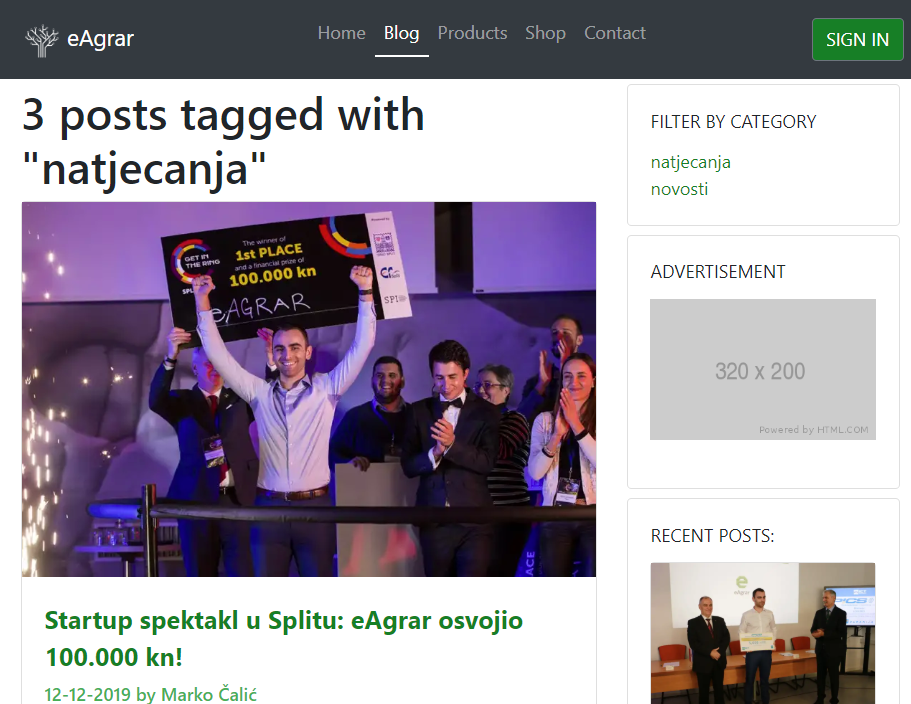 eAgrar
Home
Blog
Products
Shop
Contact
SIGN IN
3 posts tagged with
"natjecanja"
GET IN
THE RING
The winner of
1st PLACE
and a financial prize of
100.000 kn
eAGRAR
SPI
Startup spektakl u Splitu: eAgrar osvojio
100.000 kn!
12-12-2019 by Marko Čalić
FILTER BY CATEGORY
natjecanja
novosti
ADVERTISEMENT
320 x 200
Powered by HTML.COM
RECENT POSTS:
eAgrar